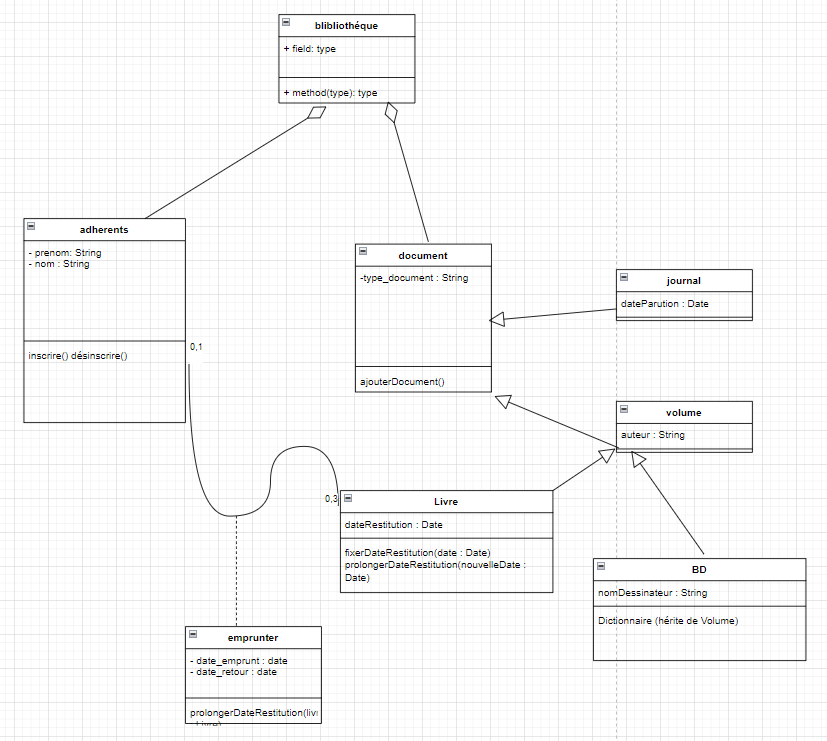 blibliothéque
+ field: type
+ method(type): type
adherents
- prenom: String
- nom : String
inscrire() désinscrire()
0,1
document
-type_document : String
ajouterDocument()
journal
dateParution : Date
volume
auteur : String
0,3
Livre
dateRestitution : Date
fixerDateRestitution(date : Date)
prolongerDateRestitution(nouvelleDate :
Date)
BD
nomDessinateur : String
Dictionnaire (hérite de Volume)
emprunter
- date_emprunt : date
- date_retour : date
prolongerDateRestitution(livr